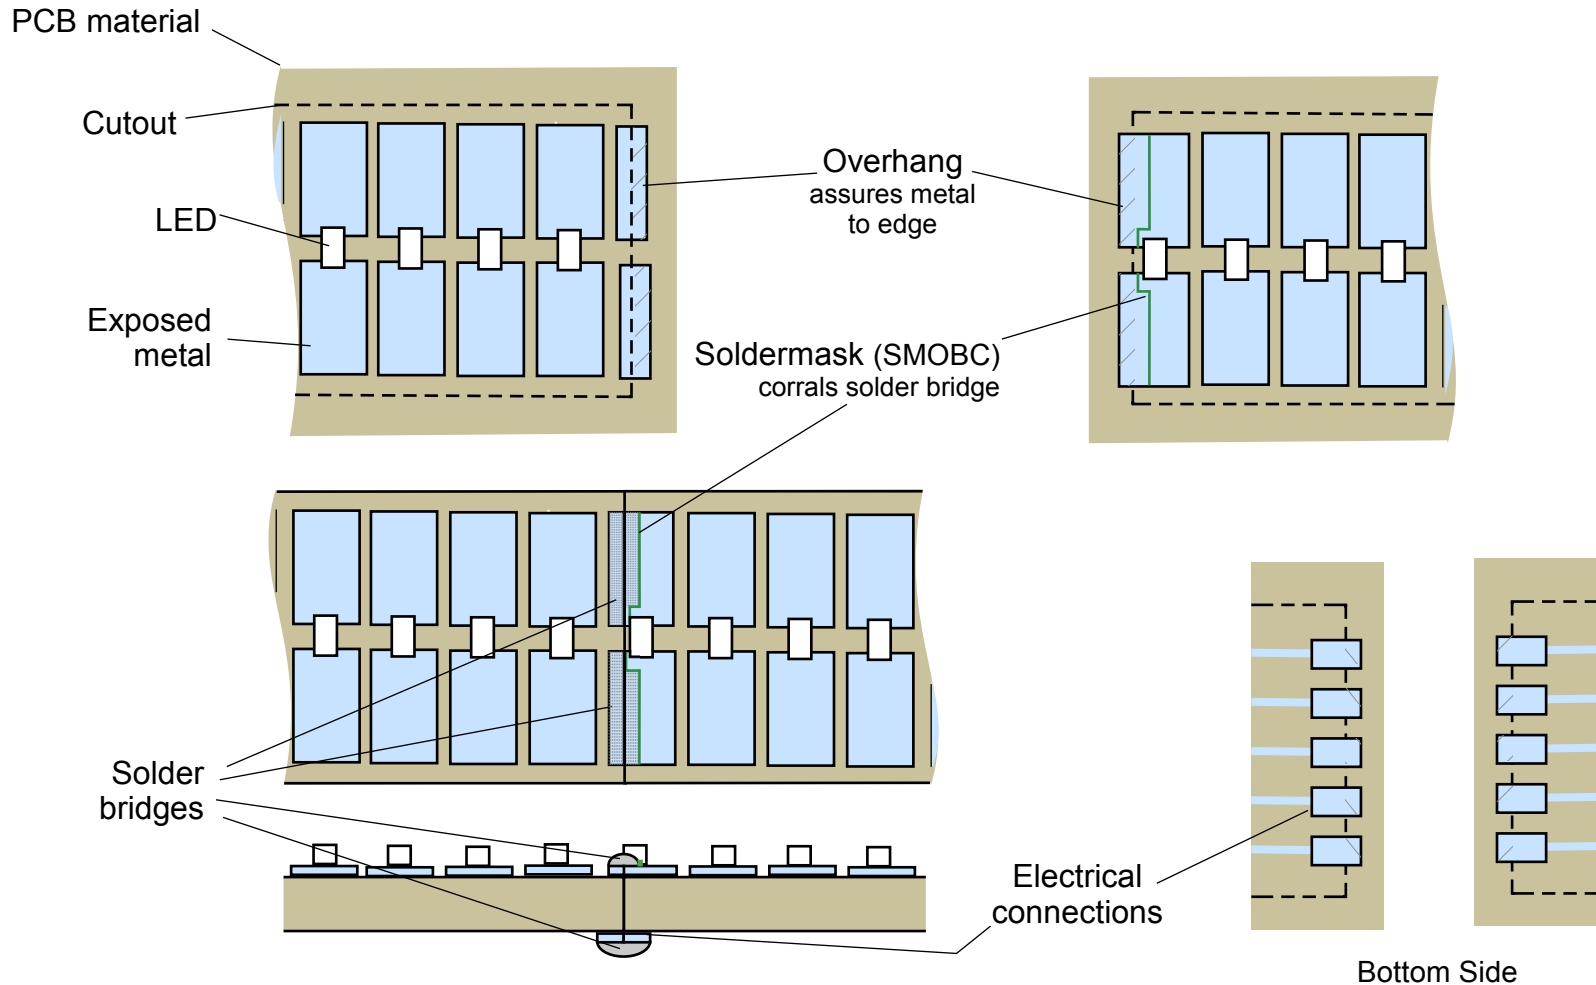 PCB material
Cutout
LED
Exposed
metal
Overhang
assures metal
to edge
Soldermask (SMOBC)
corrals solder bridge
Solder
bridges
Electrical
connections
Bottom Side